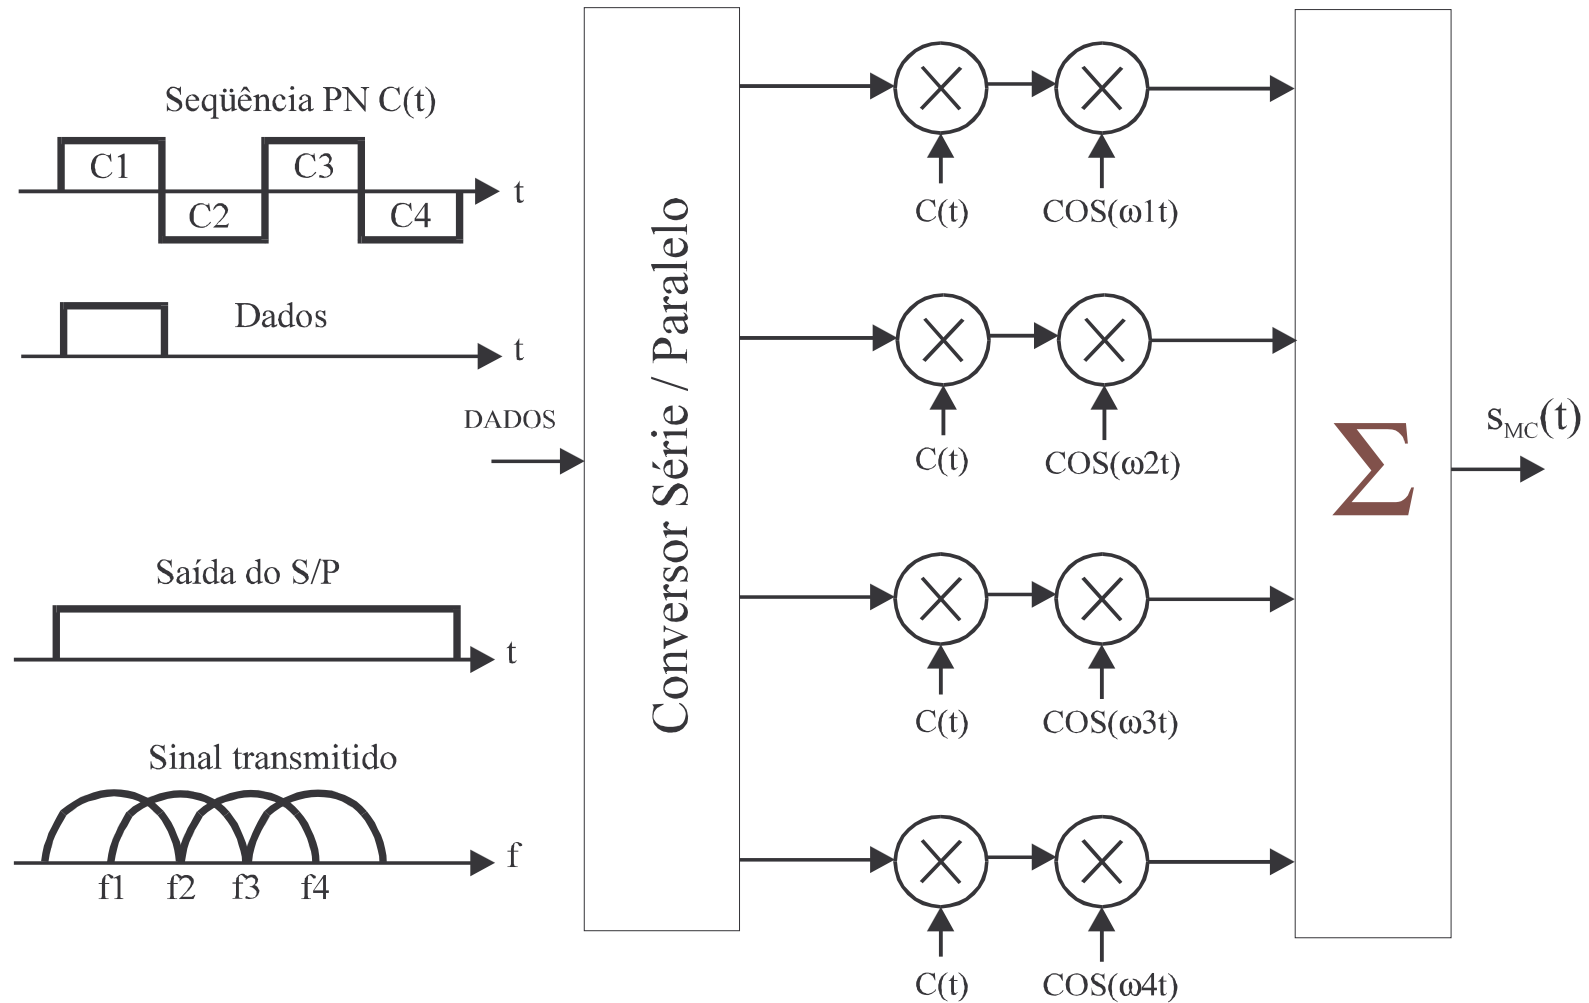 Seqüência PN C(t)
C1
C3
t
C2
C4
Dados
t
DADOS
Saída do S/P
t
Sinal transmitido
f
f1 f2 f3 f4
Conversor Série / Paralelo
C(t) COS(ω1t)
C(t) COS(ω2t)
C(t) COS(ω3t)
C(t) COS(ω4t)
Σ
sMC(t)